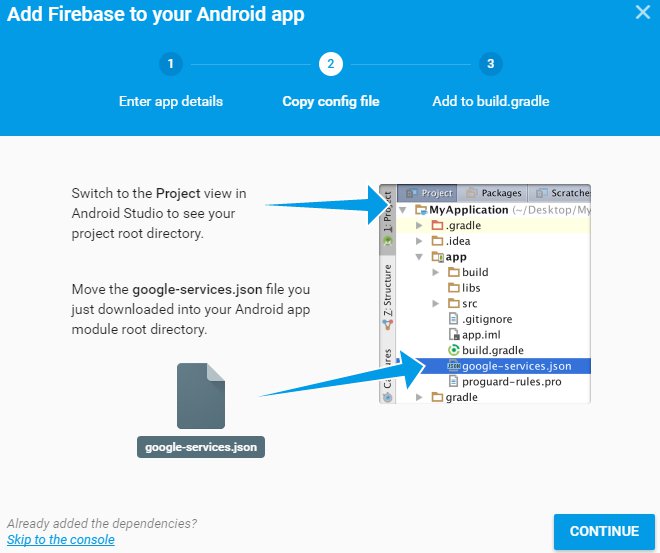 Add Firebase to your Android app
1
2
3
Enter app details
Copy config file
Add to build.gradle
Switch to the Project view in
Android Studio to see your
project root directory.
Move the google-services.json file you
just downloaded into your Android app
module root directory.
google-services.json
Project
Packages
Scratches
1: Project
Z: Structure
MyApplication (~/Desktop/My
.gradle
.idea
app
build
libs
src
.gitignore
app.iml
build.gradle
google-services.json
proguard-rules.pro
gradle
Already added the dependencies?
Skip to the console
CONTINUE